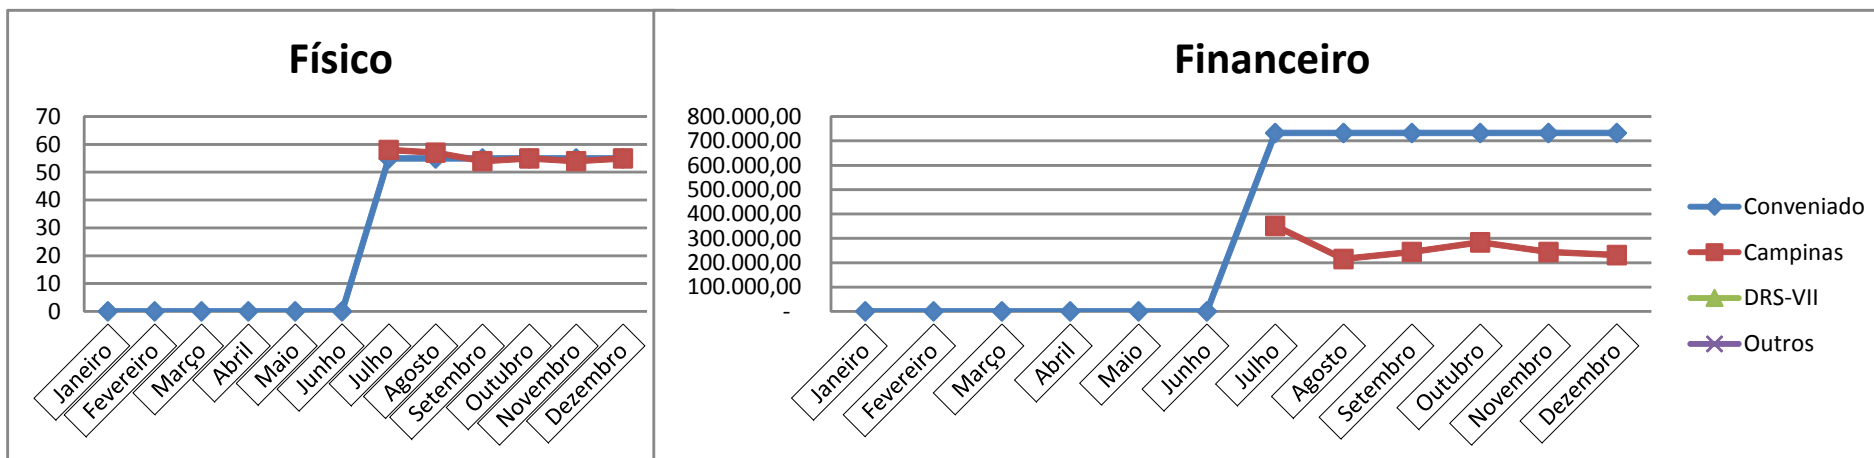 Físico
70
60
50
40
30
20
10
0
Janeiro
Fevereiro
Março
Abril
Maio
Junho
Julho
Agosto
Setembro
Outubro
Novembro
Dezembro
Financeiro
800.000,00
700.000,00
600.000,00
500.000,00
400.000,00
300.000,00
200.000,00
100.000,00
-
Janeiro
Fevereiro
Março
Abril
Maio
Junho
Julho
Agosto
Setembro
Outubro
Novembro
Dezembro
Conveniado
Campinas
DRS-VII
Outros